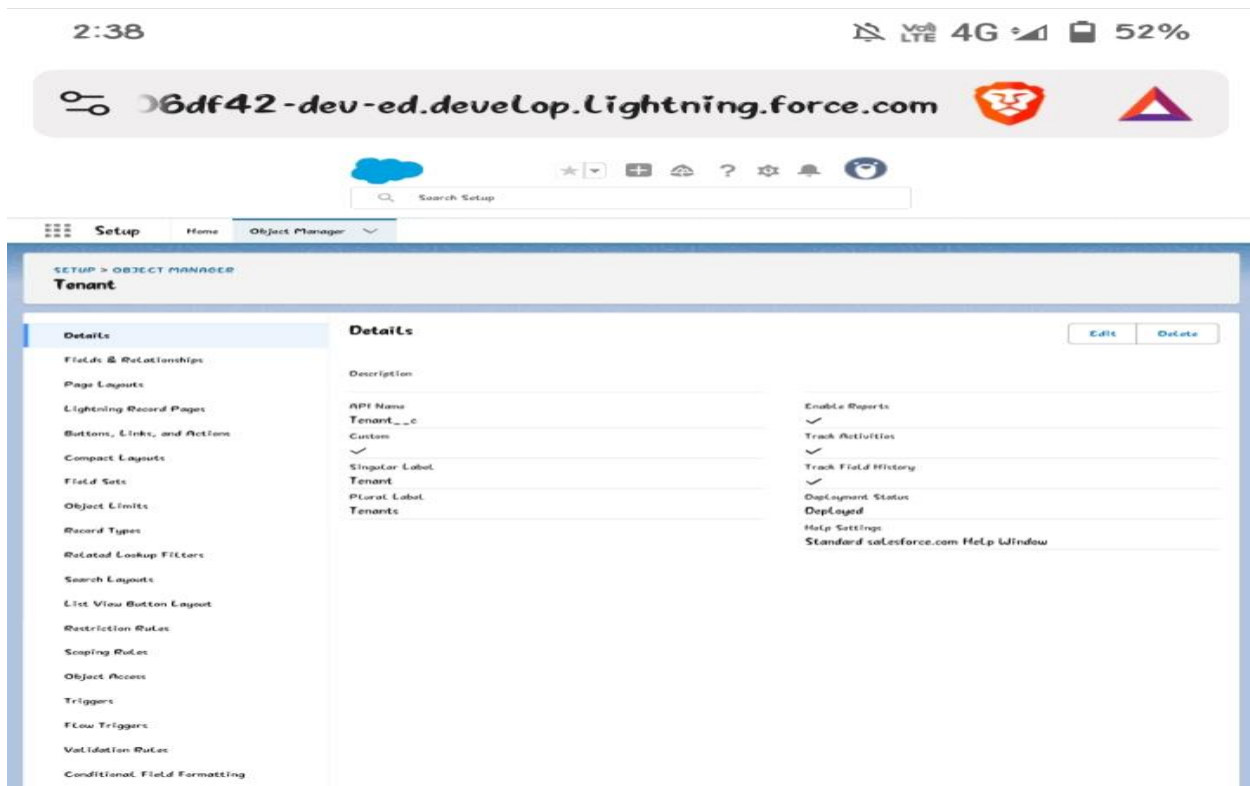 2:38
Vo) LTE 4G 52%
6df42-dev-ed.develop.lightning.force.com
Search Setup
Setup Home Object Manager
SETUP > OBJECT MANAGER
Tenant
Details
Fields & Relationships
Page Layouts
Lightning Record Pages
Buttons, Links, and Actions
Compact Layouts
Field Sets
Object Limits
Record Types
Related Lookup Filters
Search Layouts
List View Button Layout
Restriction Rules
Scoping Rules
Object Access
Triggers
Flow Triggers
Validation Rules
Conditional Field Formatting
Details
Edit Delete
Description
API Name
Tenant__c
Custom
Singular Label
Tenant
Plural Label
Tenants
Enable Reports
Track Activities
Track Field History
Deployment Status
Deployed
Help Settings
Standard salesforce.com Help Window